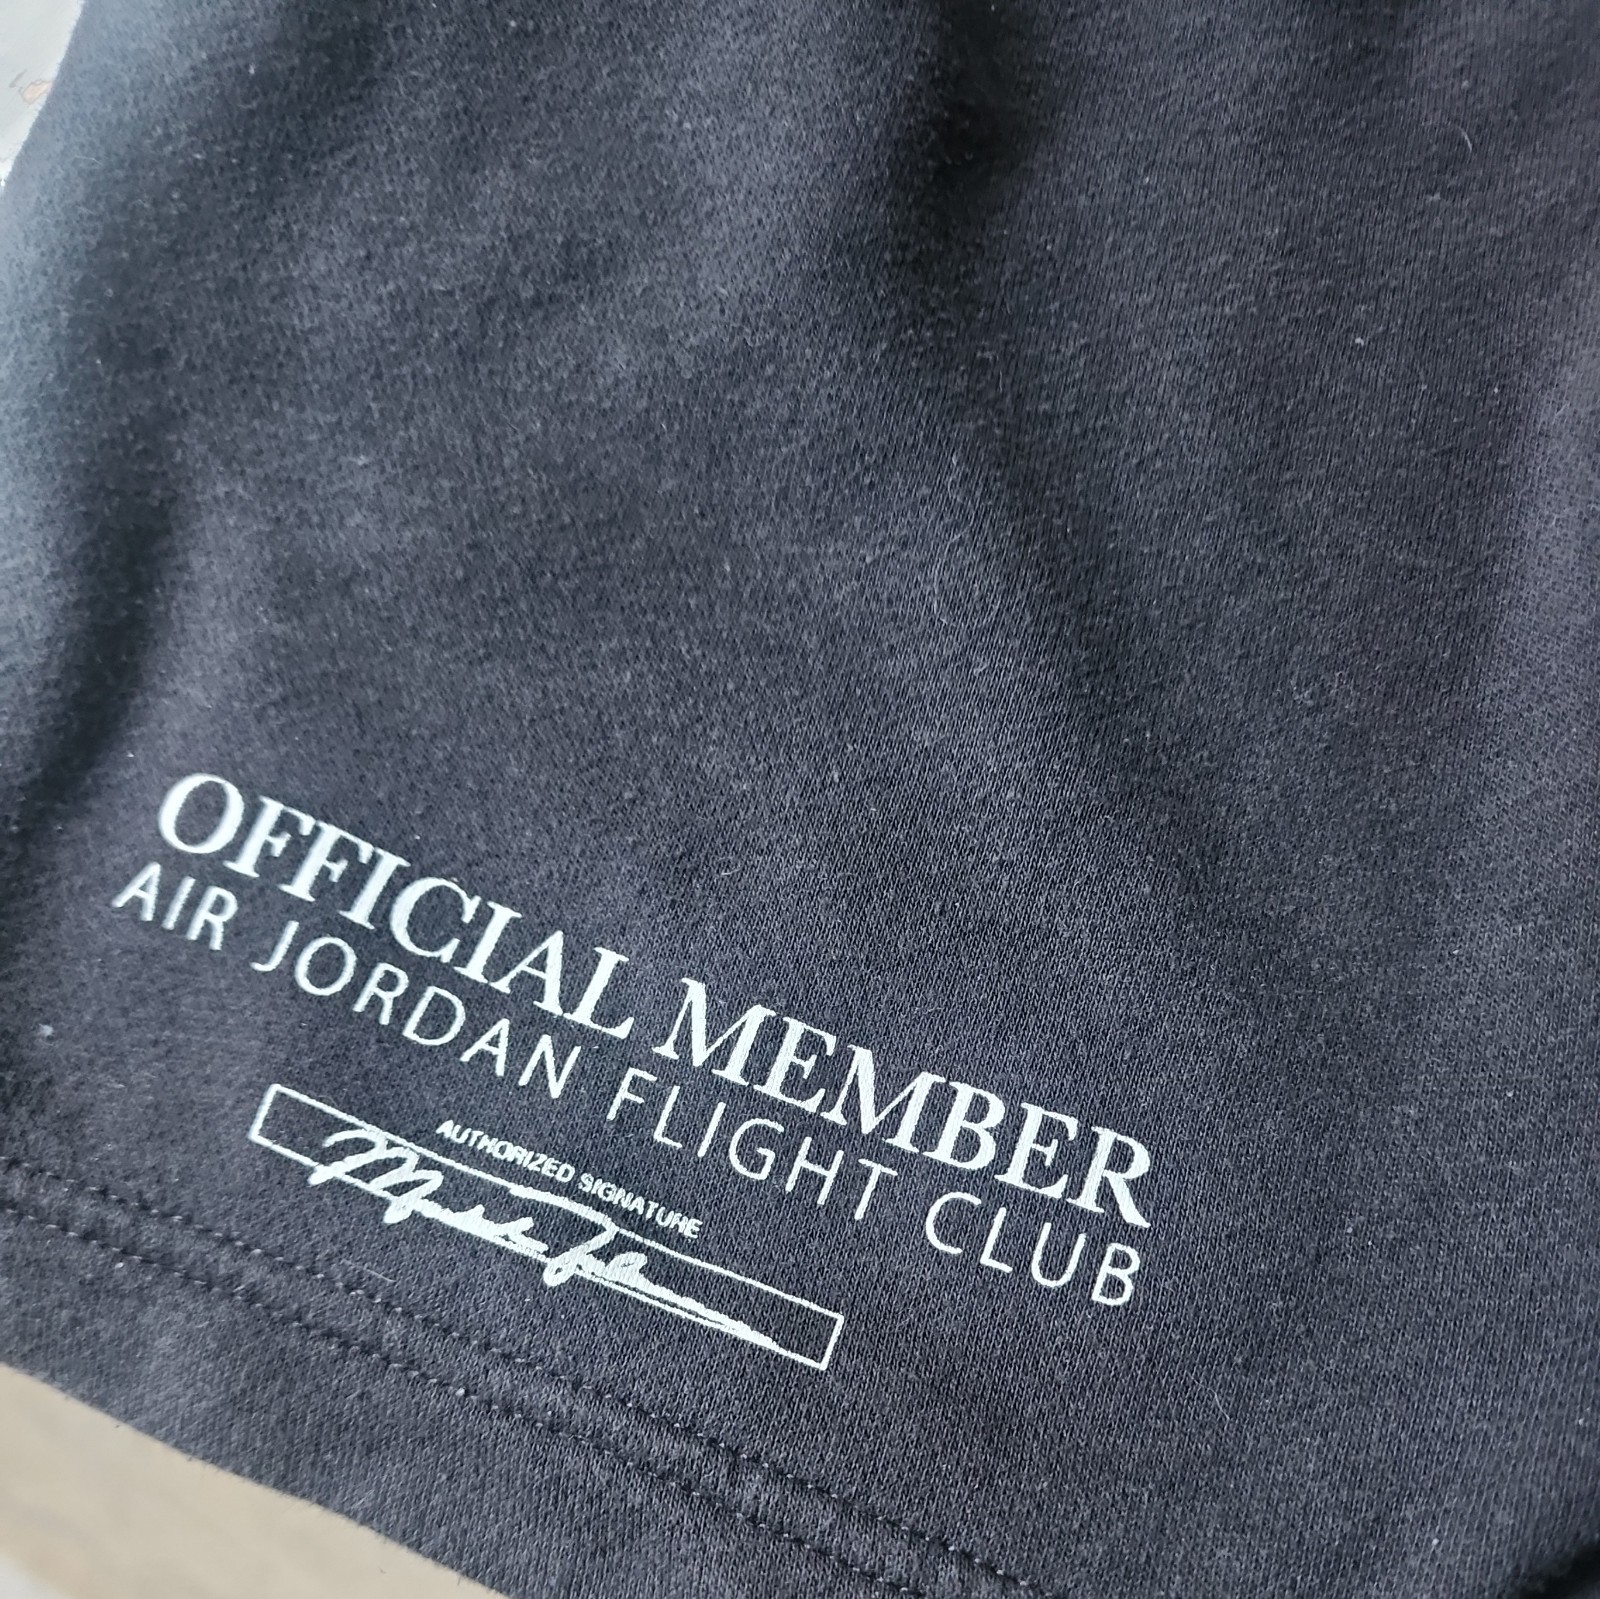 OFFICIAL MEMBER
AIR JORDAN FLIGHT CLUB
AUTHORIZED SIGNATURE